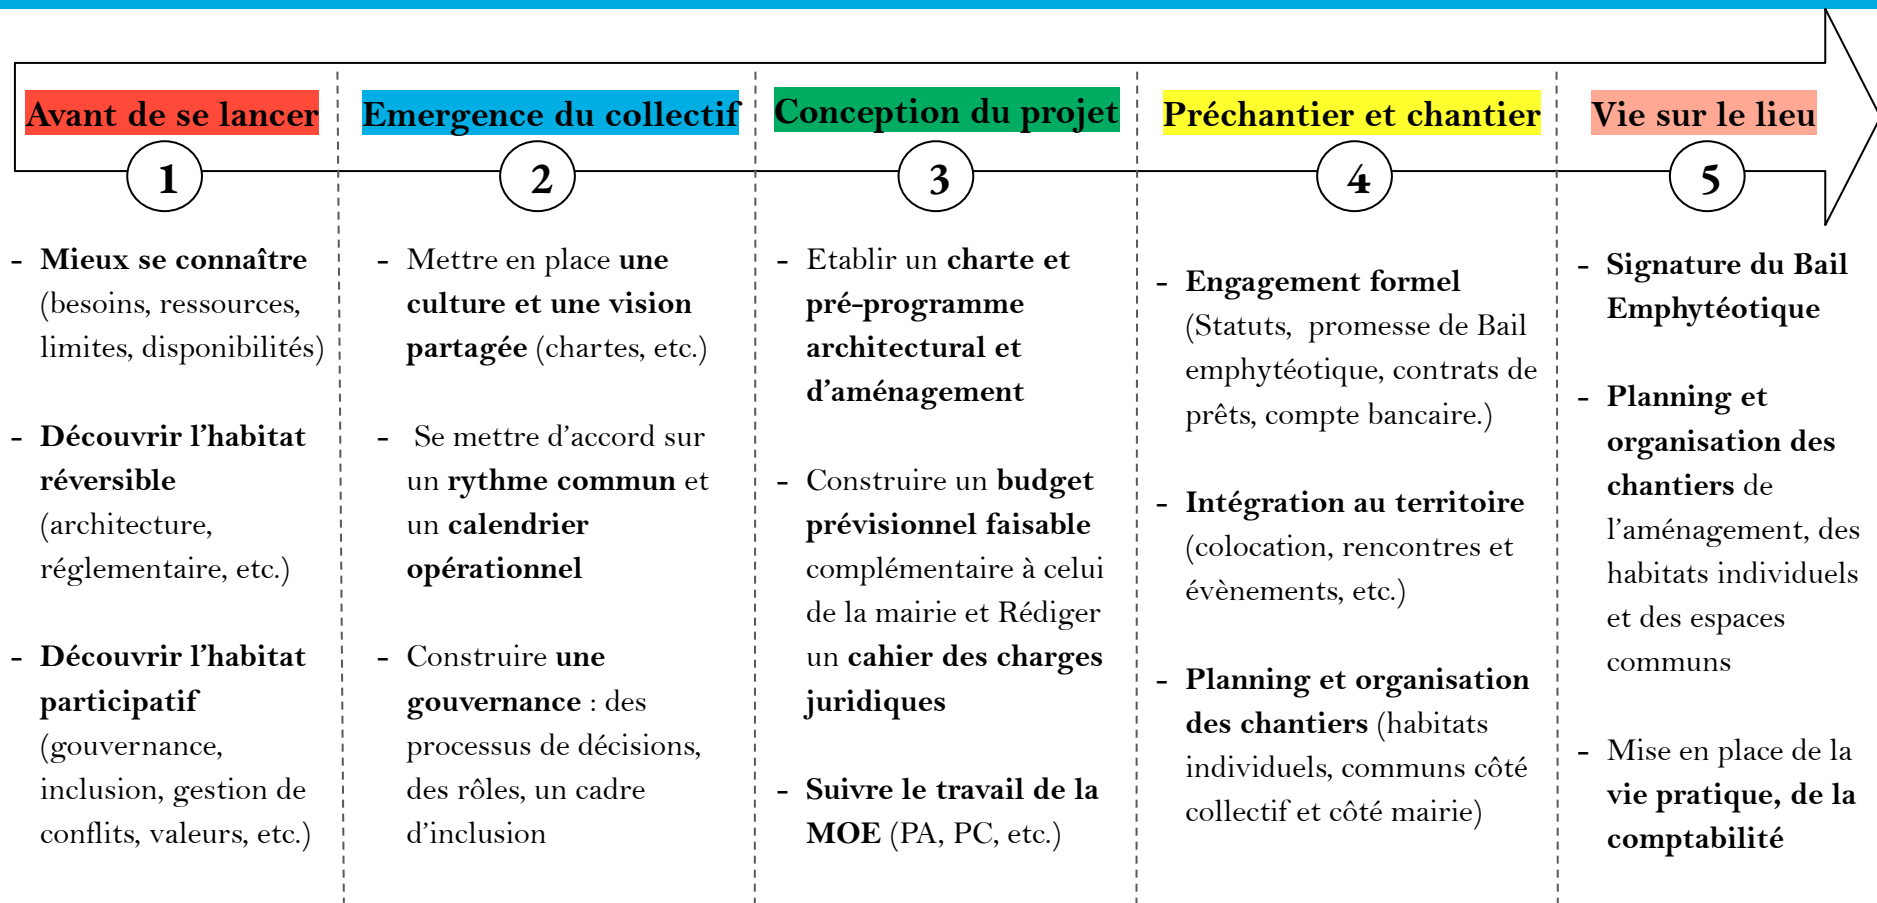 Avant de se lancer
1
- Mieux se connaître
(besoins, ressources,
limites, disponibilités)
- Découvrir l’habitat
réversible
(architecture,
réglementaire, etc.)
- Découvrir l’habitat
participatif
(gouvernance,
inclusion, gestion de
conflits, valeurs, etc.)
Emergence du collectif
2
- Mettre en place une
culture et une vision
partagée (chartes, etc.)
- Se mettre d’accord sur
un rythme commun et
un calendrier
opérationnel
- Construire une
gouvernance : des
processus de décisions,
des rôles, un cadre
d’inclusion
Conception du projet
3
- Etablir un charte et
pré-programme
architectural et
d’aménagement
- Construire un budget
prévisionnel faisable
complémentaire à celui
de la mairie et Rédiger
un cahier des charges
juridiques
- Suivre le travail de la
MOE (PA, PC, etc.)
Préchantier et chantier
4
- Engagement formel
(Statuts, promesse de Bail
emphytéotique, contrats de
prêts, compte bancaire.)
- Intégration au territoire
(colocation, rencontres et
évènements, etc.)
- Planning et organisation
des chantiers (habitats
individuels, communs côté
collectif et côté mairie)
Vie sur le lieu
5
- Signature du Bail
Emphytéotique
- Planning et
organisation des
chantiers de
l’aménagement, des
habitats individuels
et des espaces
communs
- Mise en place de la
vie pratique, de la
comptabilité